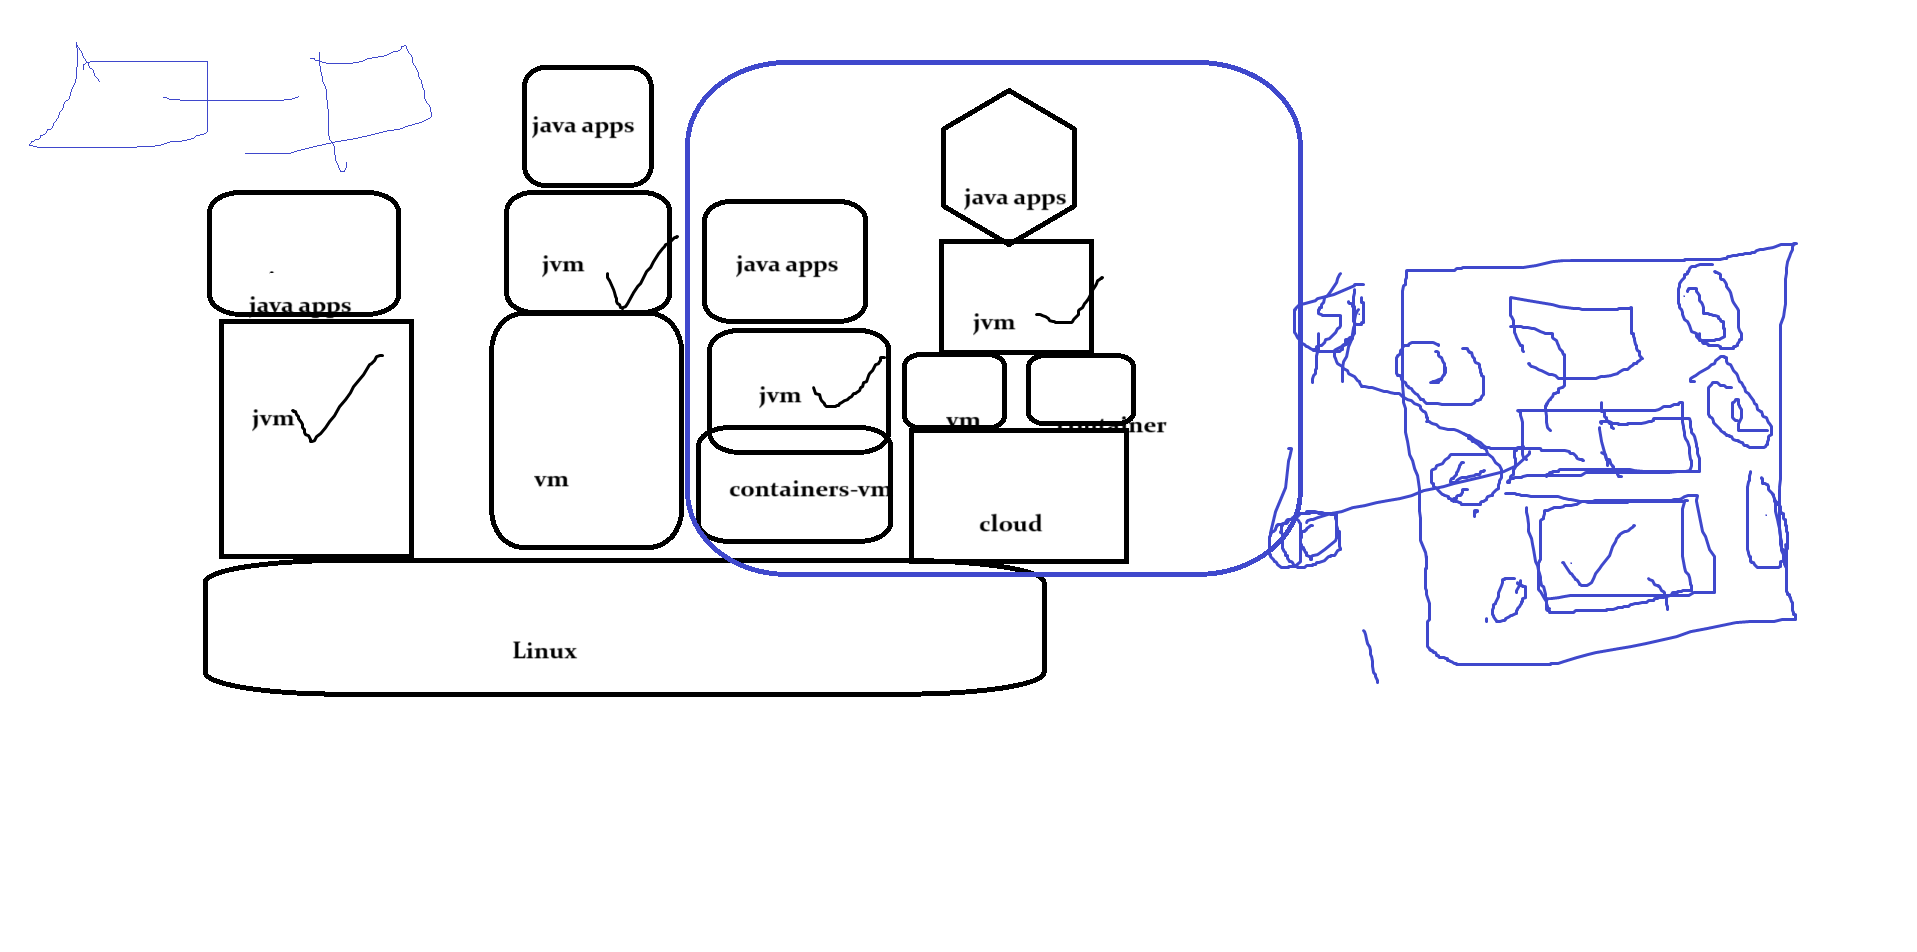 java apps
jvm
java apps
jvm
vm
java apps
jvm
containers-vm
java apps
jvm
vm
container
cloud
Linux